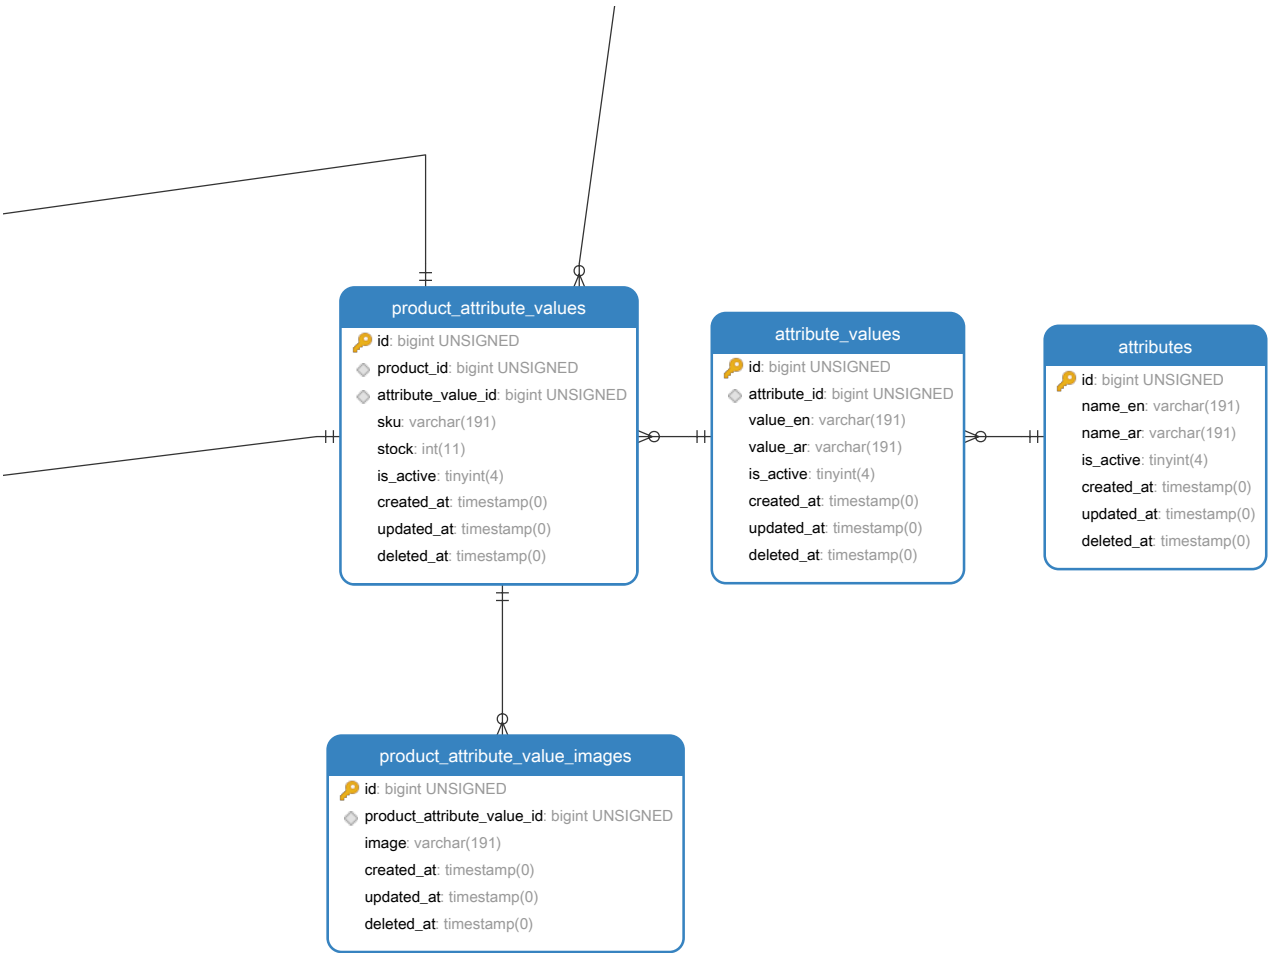 product_attribute_values
id: bigint UNSIGNED
product_id: bigint UNSIGNED
attribute_value_id: bigint UNSIGNED
sku: varchar(191)
stock: int(11)
is_active: tinyint(4)
created_at: timestamp(0)
updated_at: timestamp(0)
deleted_at: timestamp(0)
attribute_values
id: bigint UNSIGNED
attribute_id: bigint UNSIGNED
value_en: varchar(191)
value_ar: varchar(191)
is_active: tinyint(4)
created_at: timestamp(0)
updated_at: timestamp(0)
deleted_at: timestamp(0)
attributes
id: bigint UNSIGNED
name_en: varchar(191)
name_ar: varchar(191)
is_active: tinyint(4)
created_at: timestamp(0)
updated_at: timestamp(0)
deleted_at: timestamp(0)
product_attribute_value_images
id: bigint UNSIGNED
product_attribute_value_id: bigint UNSIGNED
image: varchar(191)
created_at: timestamp(0)
updated_at: timestamp(0)
deleted_at: timestamp(0)